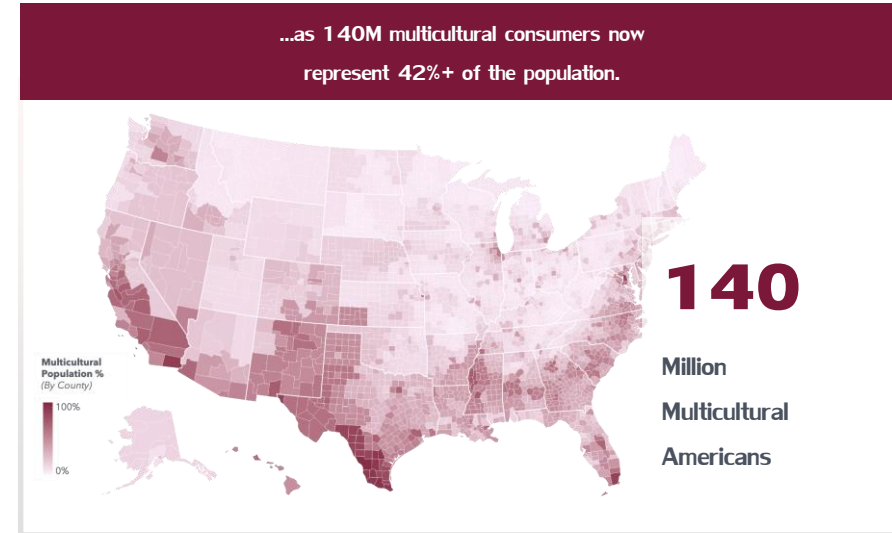 ...as 140M multicultural consumers now
represent 42%+ of the population.
140
Million
Multicultural
Americans
Multicultural
Population %
(By County)
100%
0%